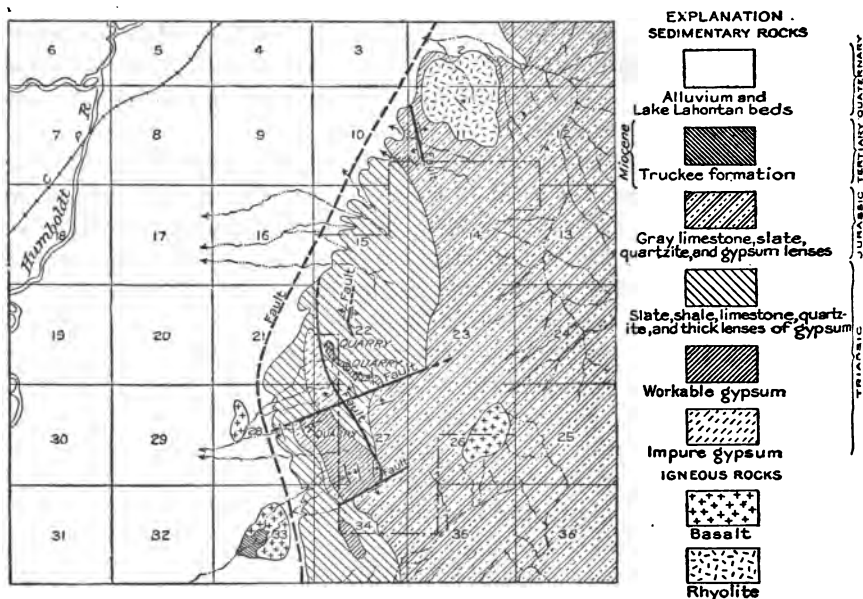 6 5 4 3 2 1
7 8 9 10 11 12
R.
P.
C.
Humboldt
18 17 16 15 14 13
Fault
Fault
19 20 21 22 23 24
QUARRY
QUARRY
Fault
Fault
30 29 28 27 26 25
QUARRY
Fault
31 32 33 34 35 36
EXPLANATION
SEDIMENTARY ROCKS
Alluvium and
Lake Lahontan beds
QUATERNARY
Truckee formation
Miocene
TERTIARY
Gray limestone, slate,
quartzite, and gypsum lenses
JURASSIC
Slate, shale, limestone, quartz-
ite, and thick lenses of gypsum
Workable gypsum
Impure gypsum
TRIASSIC
IGNEOUS ROCKS
Basalt
Rhyolite